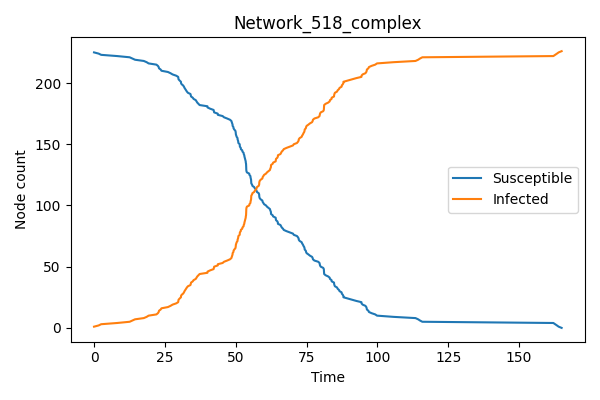 Network_518_complex
Node count
200
150
100
50
0
Susceptible
Infected
0 25 50 75 100 125 150
Time